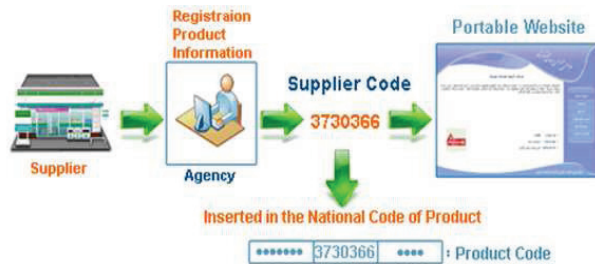 Registraion
Product
Information
Portable Website
Supplier Code
3730366
Supplier
Agency
Inserted in the National Code of Product
••••••• 3730366 •••• : Product Code